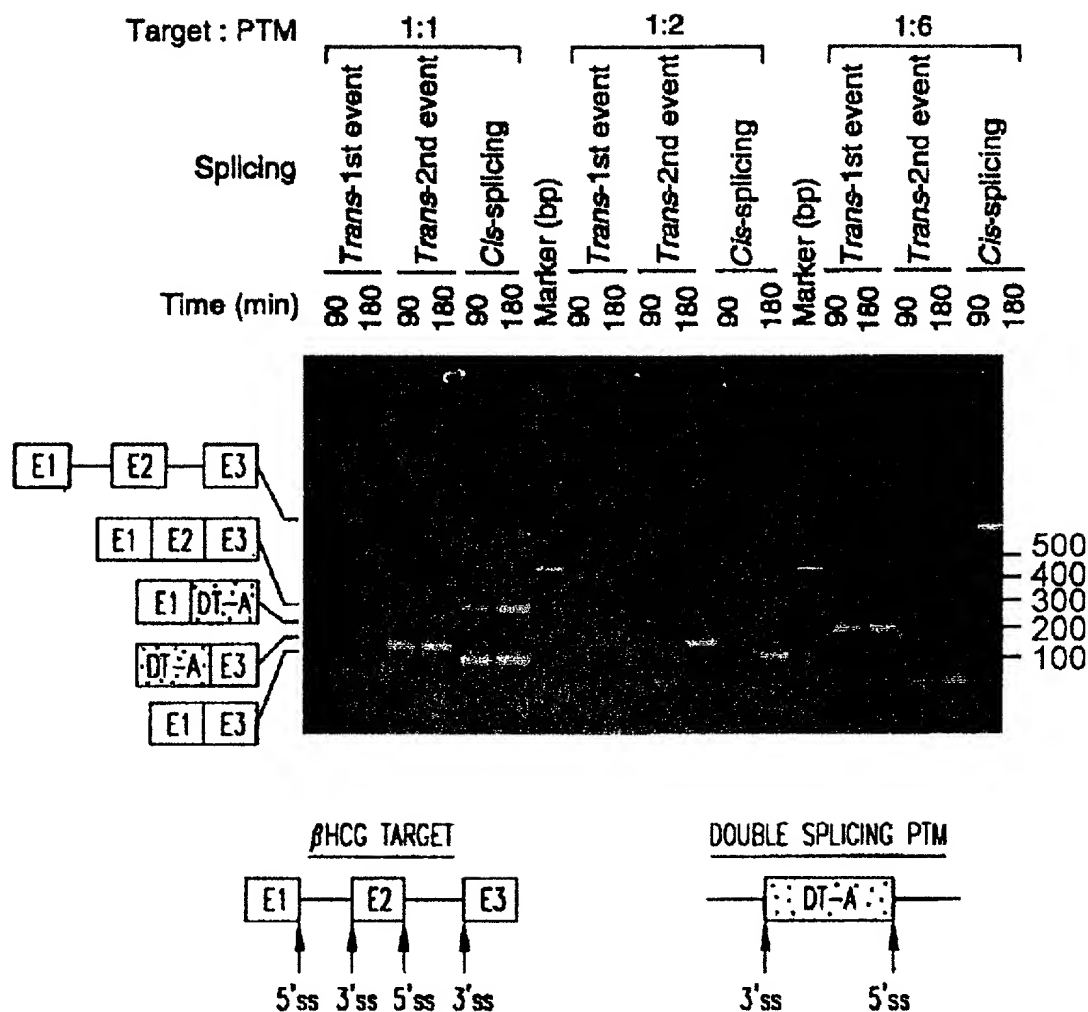 Target : PTM 1:1 1:2 1:6
Splicing Trans-1st event Trans-2nd event Cis-splicing Marker (bp) Trans-1st event Trans-2nd event Cis-splicing Marker (bp) Trans-1st event Trans-2nd event Cis-splicing
Time (min) 90 180 90 180 90 180 90 180 90 180 90 180 90 180 90 180 90 180
E1 E2 E3
E1 E2 E3
E1 DT-A
DT-A E3
E1 E3
500
400
300
200
100
βHCG TARGET
E1 E2 E3
5'ss 3'ss 5'ss 3'ss
DOUBLE SPLICING PTM
DT-A
3'ss 5'ss